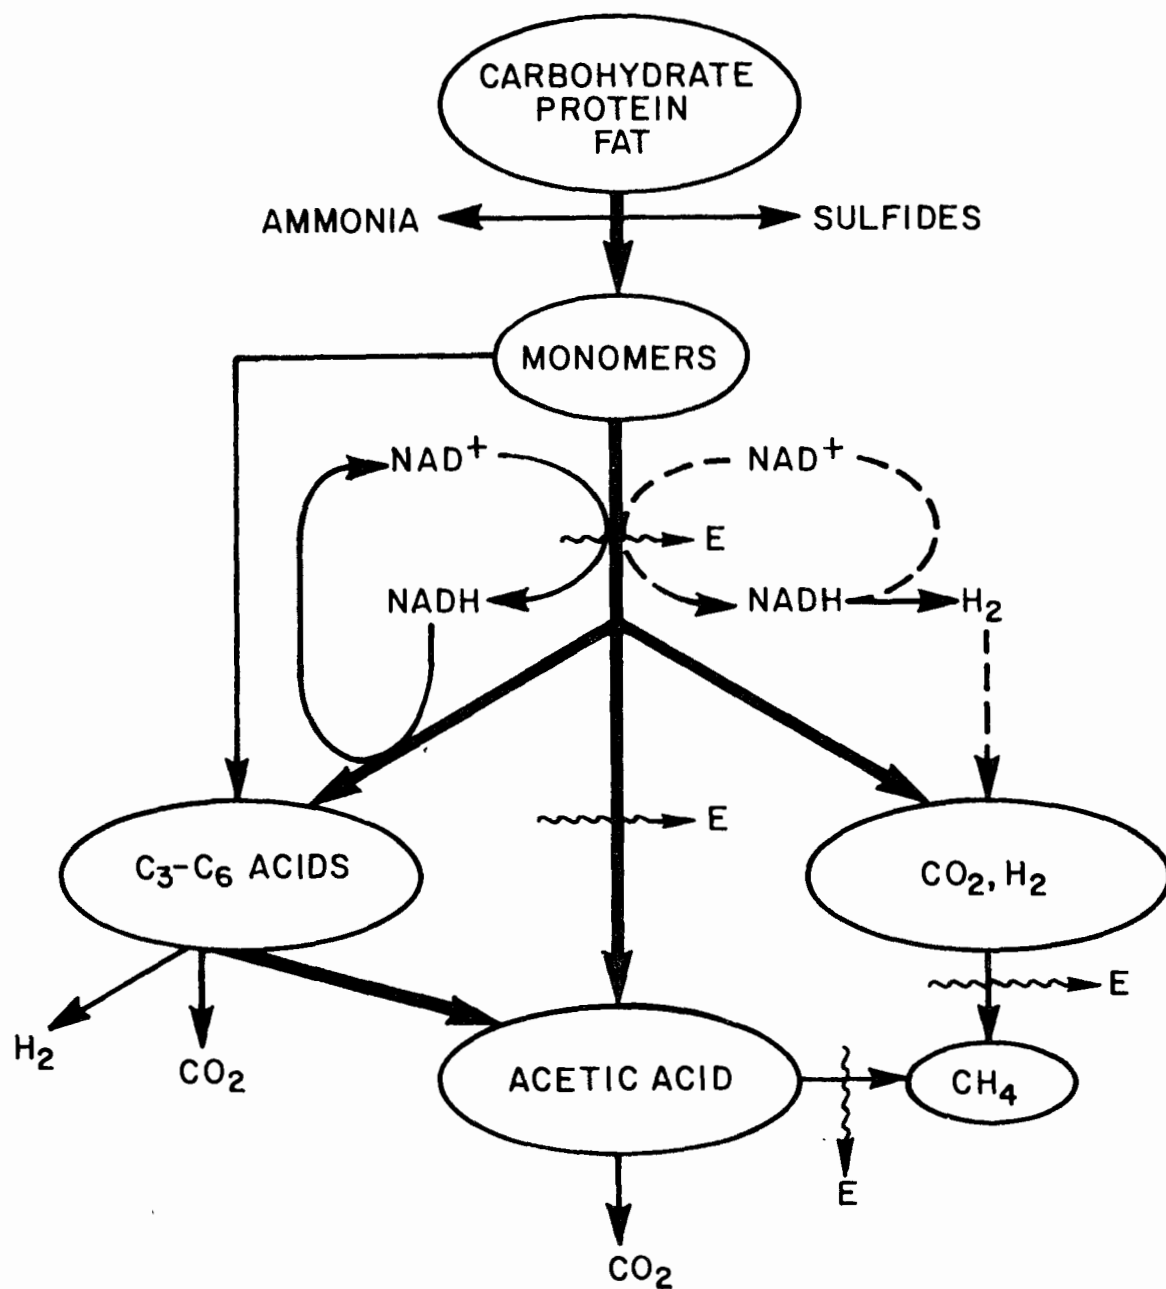 CARBOHYDRATE
PROTEIN
FAT
AMMONIA
SULFIDES
MONOMERS
NAD⁺
NAD⁺
E
NADH
NADH
H₂
E
C₃-C₆ ACIDS
CO₂, H₂
E
H₂
CO₂
ACETIC ACID
CH₄
E
CO₂